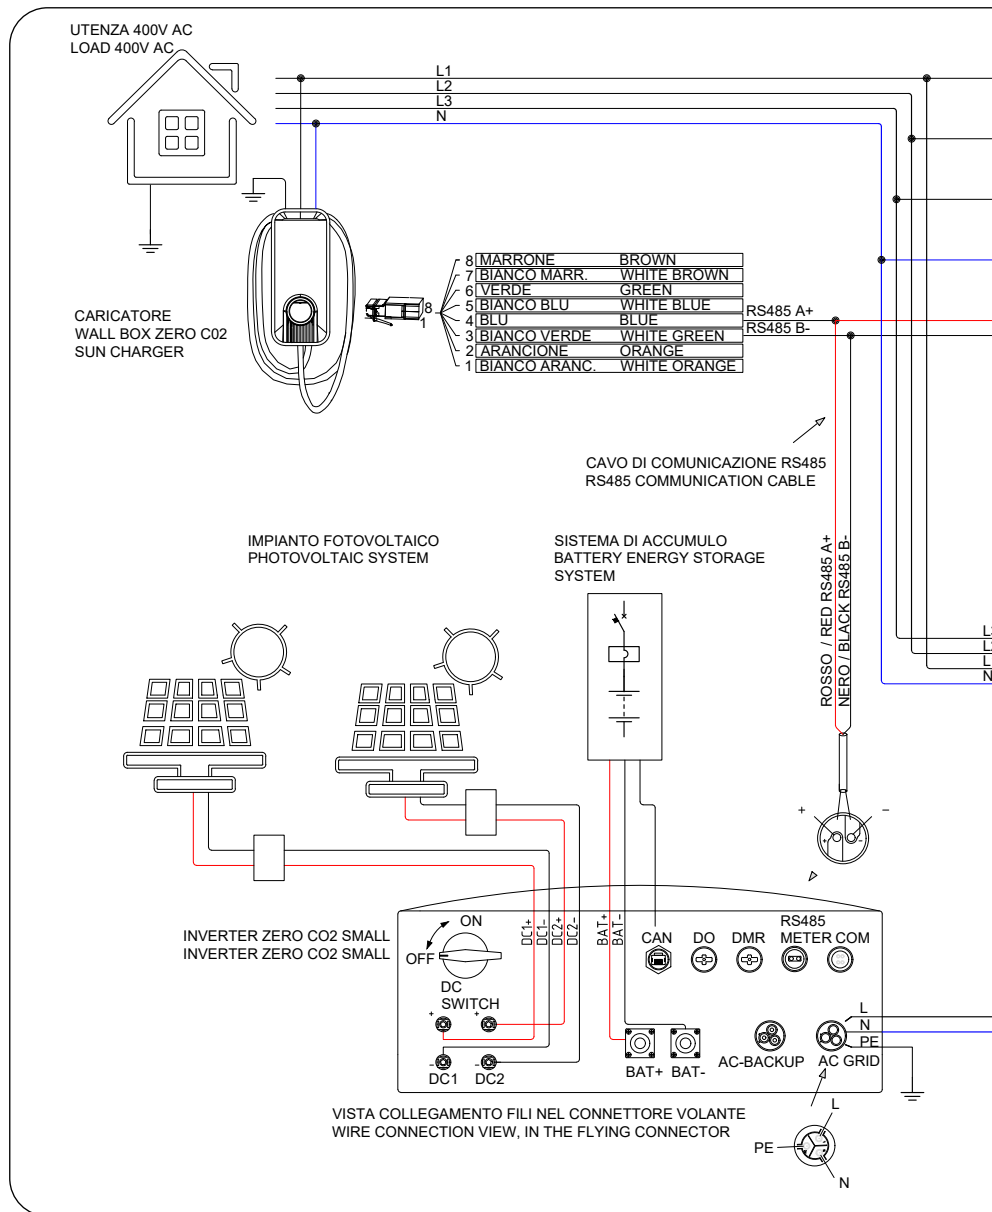 UTENZA 400V AC
LOAD 400V AC
L1
L2
L3
N
8 MARRONE BROWN
7 BIANCO MARR. WHITE BROWN
6 VERDE GREEN
5 BIANCO BLU WHITE BLUE
4 BLU BLUE RS485 A+
3 BIANCO VERDE WHITE GREEN RS485 B-
2 ARANCIONE ORANGE
1 BIANCO ARANC. WHITE ORANGE
8
1
CARICATORE
WALL BOX ZERO C02
SUN CHARGER
CAVO DI COMUNICAZIONE RS485
RS485 COMMUNICATION CABLE
IMPIANTO FOTOVOLTAICO
PHOTOVOLTAIC SYSTEM
SISTEMA DI ACCUMULO
BATTERY ENERGY STORAGE
SYSTEM
ROSSO / RED RS485 A+
NERO / BLACK RS485 B-
N
+ -
+ -
INVERTER ZERO CO2 SMALL
INVERTER ZERO CO2 SMALL
ON
OFF
DC
SWITCH
DC1+
DC1-
DC2+
DC2-
BAT+
BAT-
CAN
DO
DMR
RS485
METER COM
+ +
- -
DC1 DC2
BAT+ BAT-
AC-BACKUP
AC GRID
L
N
PE
VISTA COLLEGAMENTO FILI NEL CONNETTORE VOLANTE
WIRE CONNECTION VIEW, IN THE FLYING CONNECTOR
L
PE
N